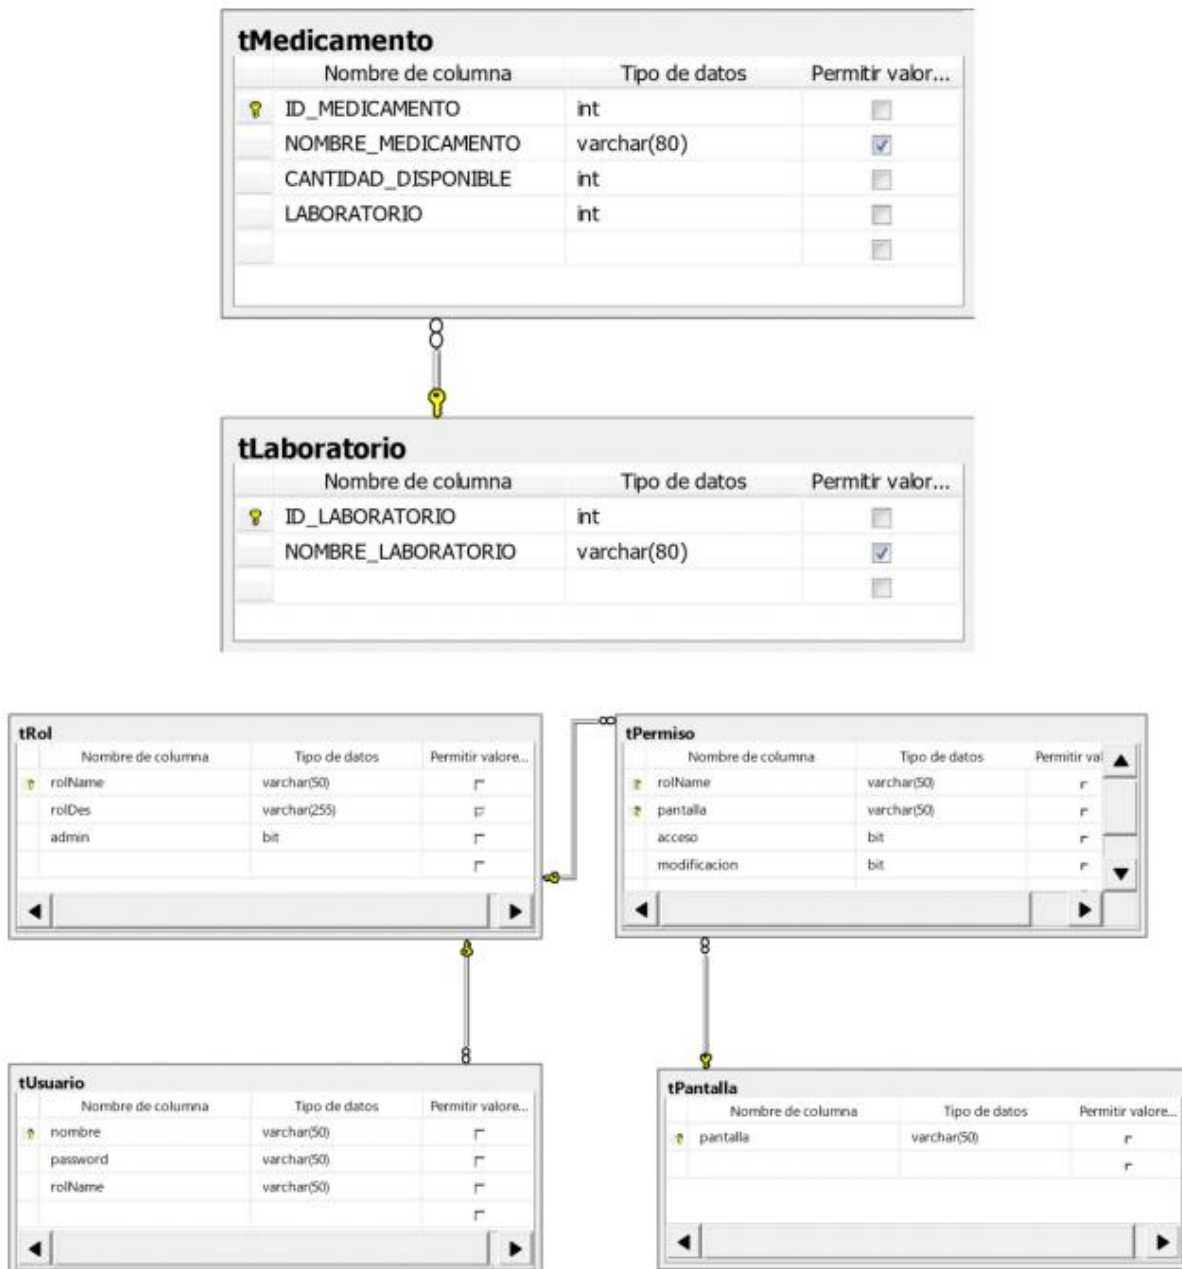 tMedicamento
Nombre de columna Tipo de datos Permitir valor...
ID_MEDICAMENTO int
NOMBRE_MEDICAMENTO varchar(80)
CANTIDAD_DISPONIBLE int
LABORATORIO int
tLaboratorio
Nombre de columna Tipo de datos Permitir valor...
ID_LABORATORIO int
NOMBRE_LABORATORIO varchar(80)
tRol
Nombre de columna Tipo de datos Permitir valore...
rolName varchar(50)
rolDes varchar(255)
admin bit
tPermiso
Nombre de columna Tipo de datos Permitir val
rolName varchar(50)
pantalla varchar(50)
acceso bit
modificacion bit
tUsuario
Nombre de columna Tipo de datos Permitir valore...
nombre varchar(50)
password varchar(50)
rolName varchar(50)
tPantalla
Nombre de columna Tipo de datos Permitir valore...
pantalla varchar(50)